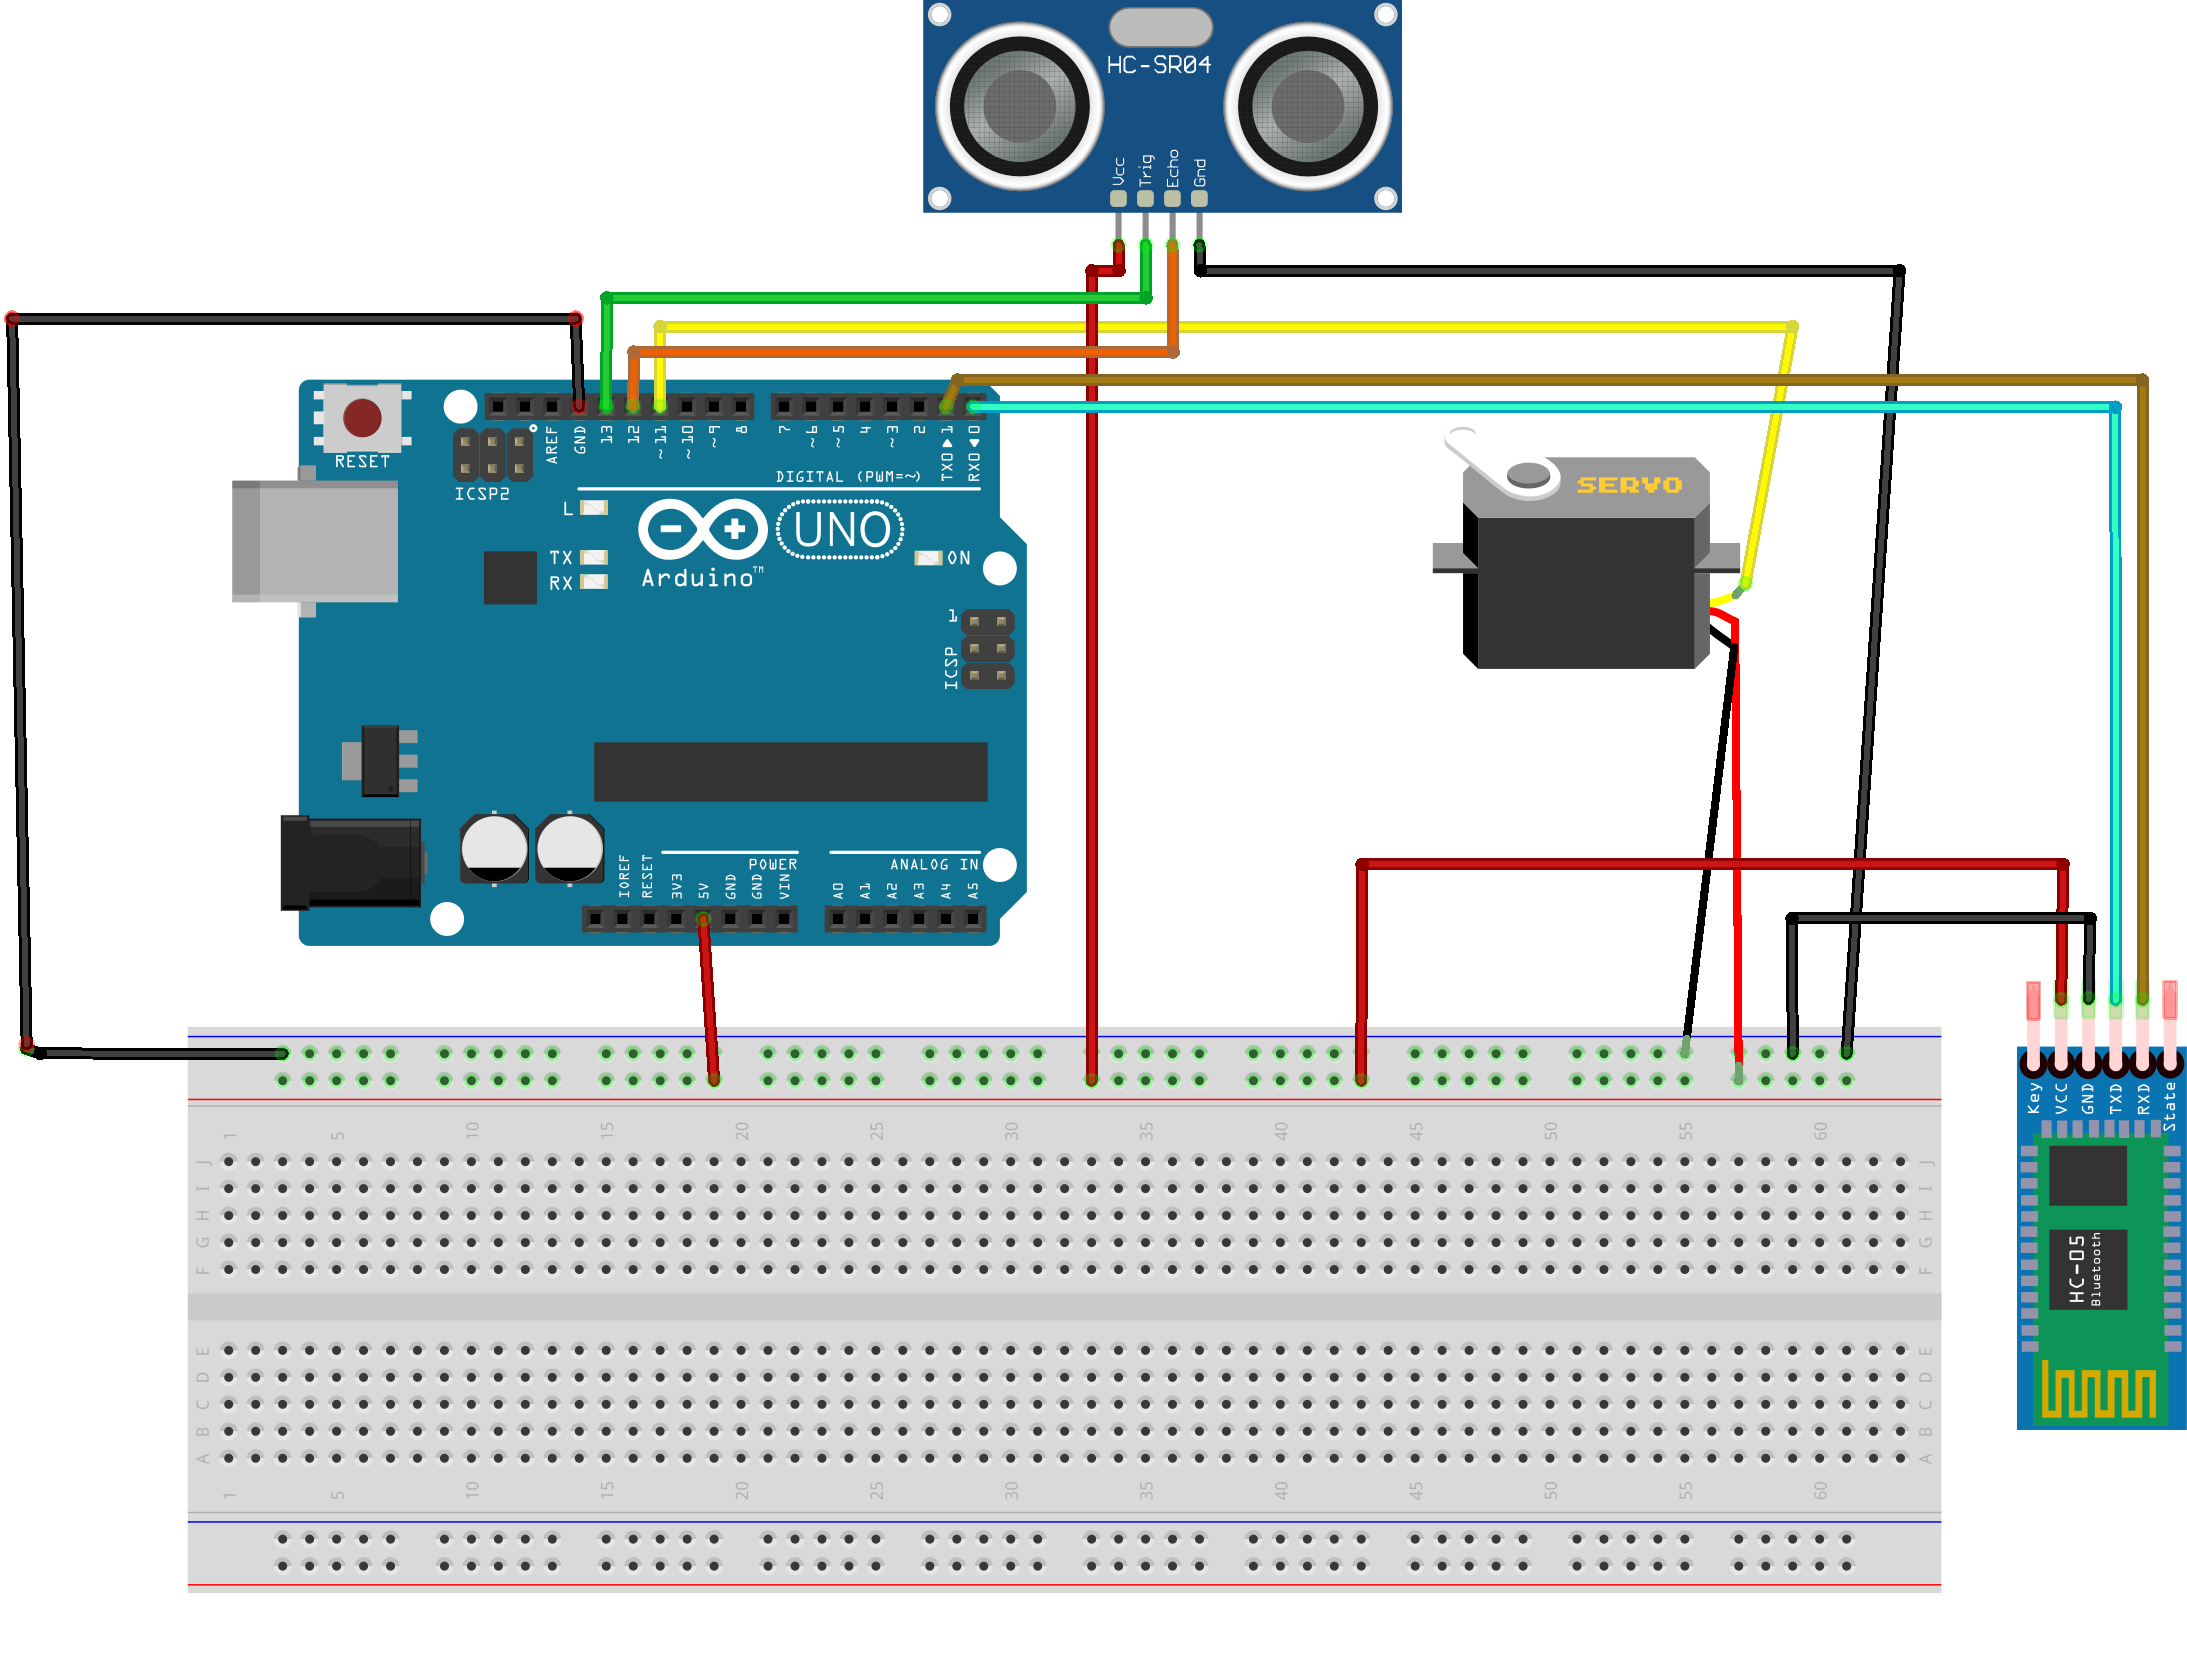 HC-SR04
Vcc
Trig
Echo
Gnd
RESET
ICSP2
AREF
GND
13
12
~11
~10
~9
8
7
~6
~5
4
~3
2
TX0▶1
RX0◀0
DIGITAL (PWM=~)
L
TX
RX
UNO
Arduino™
ON
1
ICSP
SERVO
IOREF
RESET
3V3
5V
GND
GND
VIN
POWER
ANALOG IN
A0
A1
A2
A3
A4
A5
Key
VCC
GND
TXD
RXD
State
HC-05
Bluetooth
1 5 10 15 20 25 30 35 40 45 50 55 60
J J
I I
H H
G G
F F
E E
D D
C C
B B
A A
1 5 10 15 20 25 30 35 40 45 50 55 60